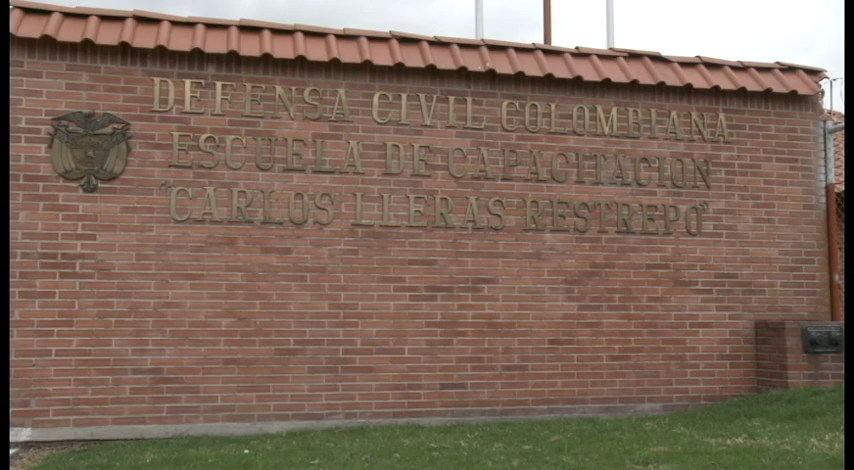 DEFENSA CIVIL COLOMBIANA
ESCUELA DE CAPACITACION
"CARLOS LLERAS RESTREPO"